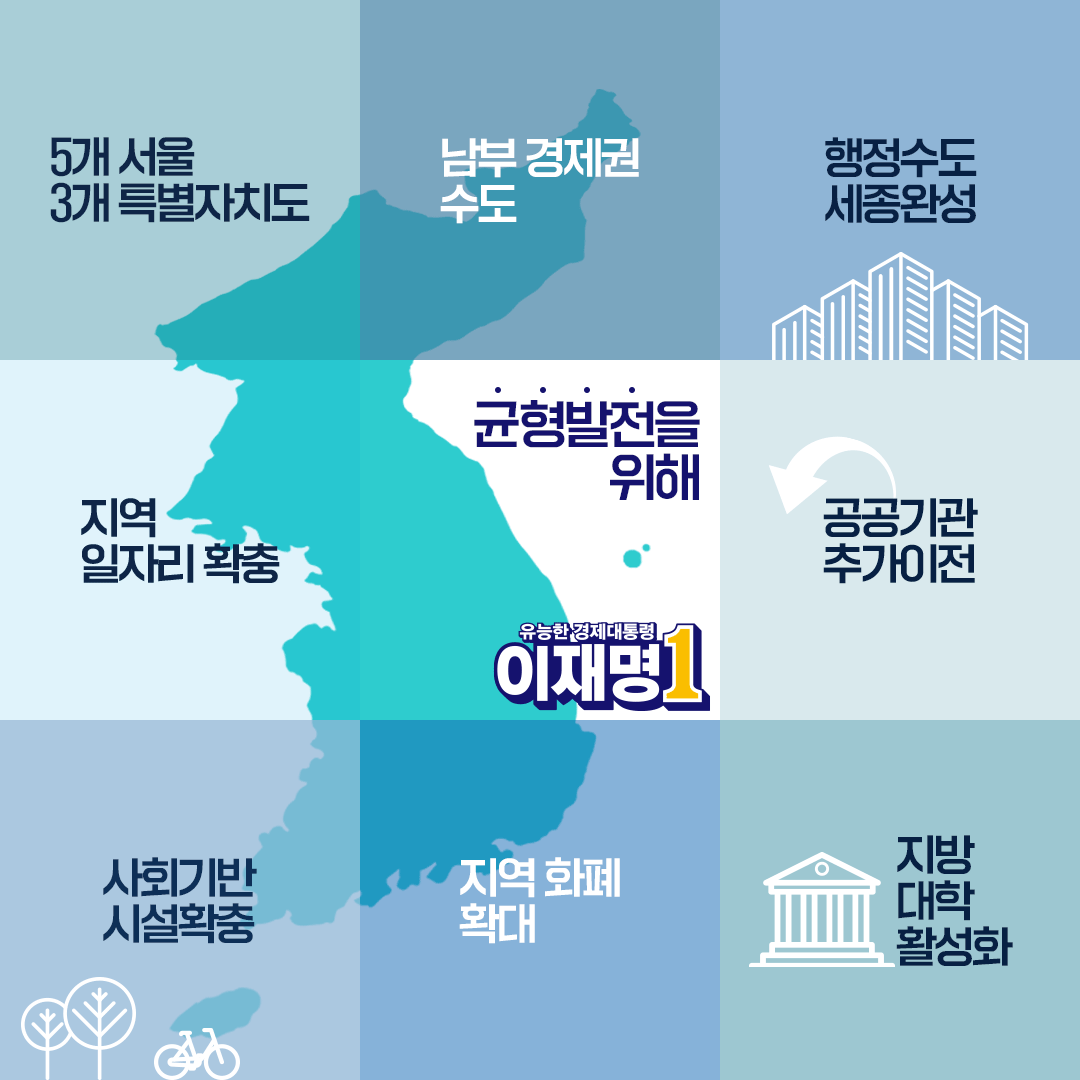 5개 서울
3개 특별자치도
남부 경제권
수도
행정수도
세종완성
지역
일자리 확충
균형발전을
위해
유능한 경제대통령
이재명1
공공기관
추가이전
사회기반
시설확충
지역 화폐
확대
지방
대학
활성화